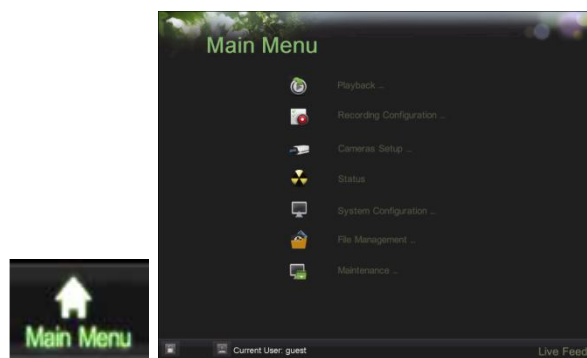 Main Menu
Main Menu
Playback ...
Recording Configuration ...
Cameras Setup ...
Status
System Configuration ...
File Management ...
Maintenance ...
Current User: guest
Live Feed